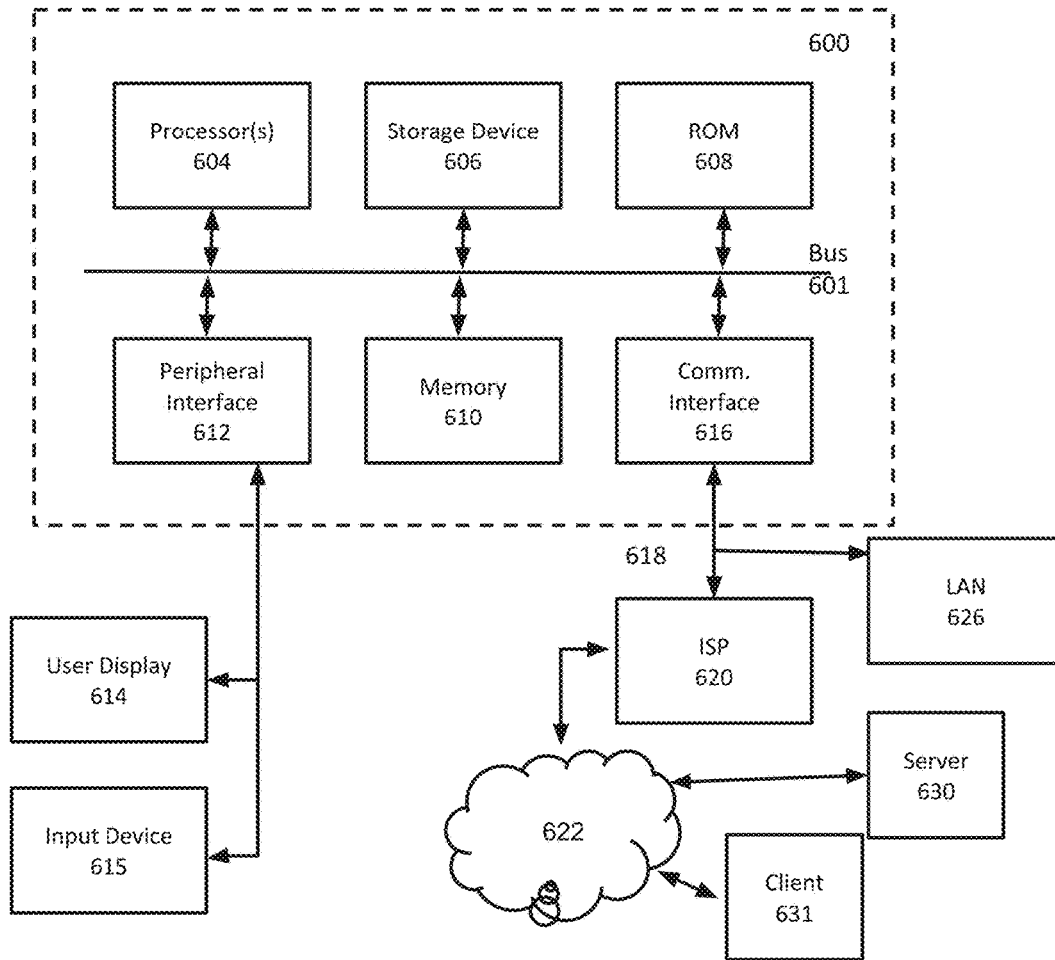 600
Processor(s)
604
Storage Device
606
ROM
608
Bus
601
Peripheral
Interface
612
Memory
610
Comm.
Interface
616
618
LAN
626
ISP
620
User Display
614
Server
630
Input Device
615
622
Client
631